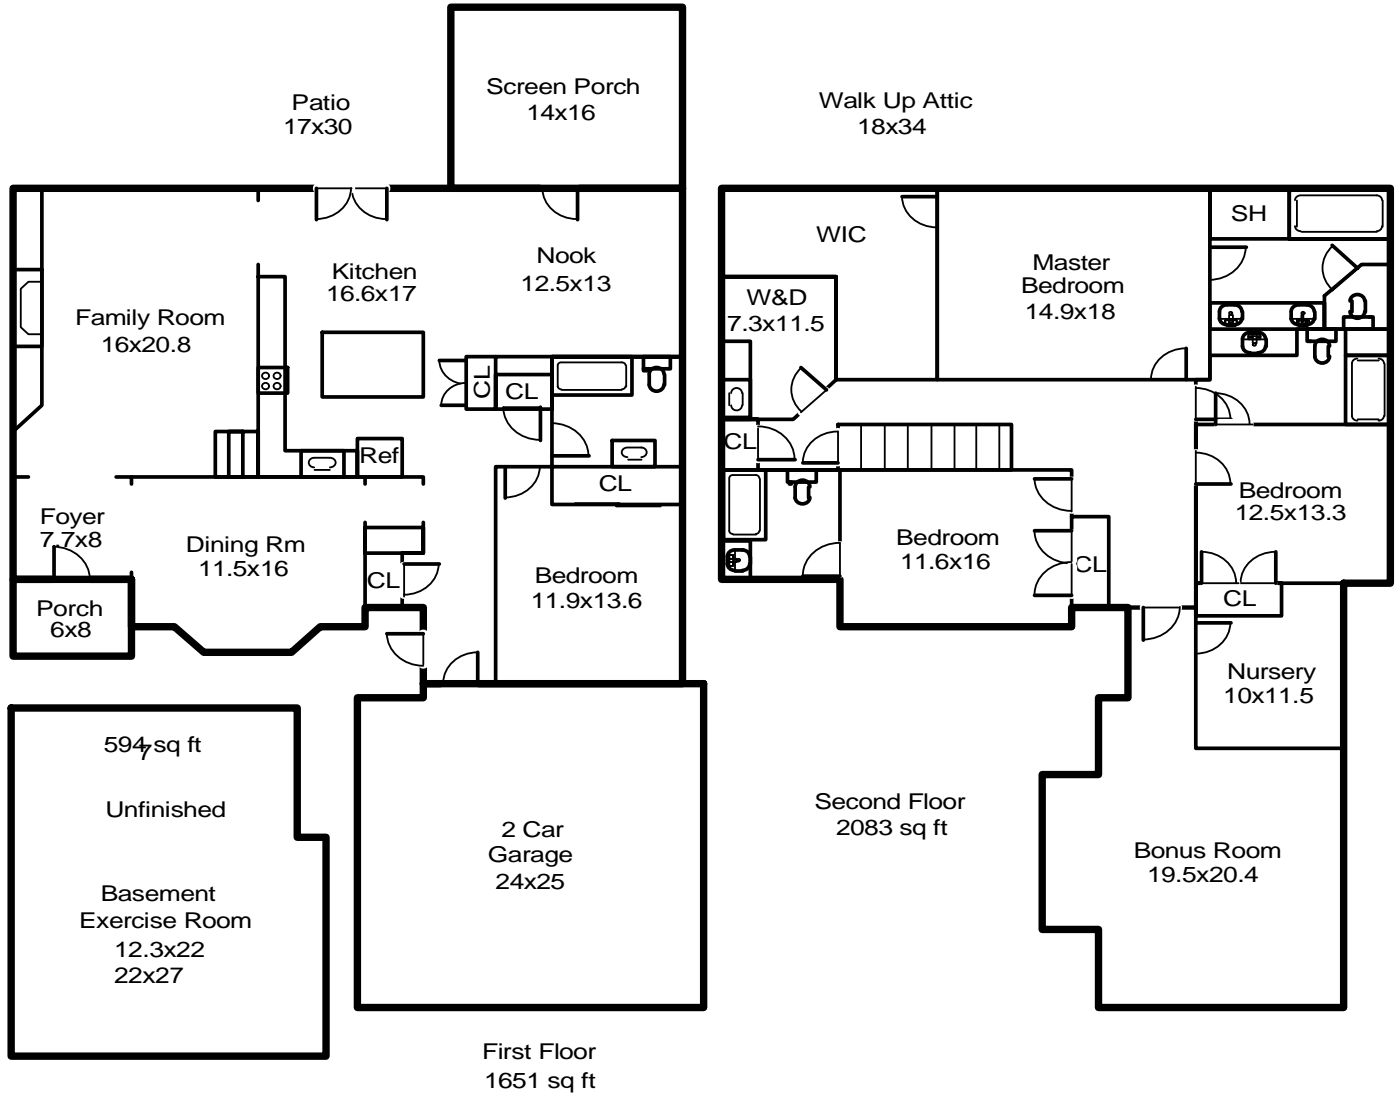 Screen Porch
14x16
Patio
17x30
Family Room
16x20.8
Kitchen
16.6x17
Nook
12.5x13
CL
CL
Ref
CL
Foyer
7.7x8
Dining Rm
11.5x16
CL
Bedroom
11.9x13.6
Porch
6x8
594 sq ft
7
Unfinished
Basement
Exercise Room
12.3x22
22x27
2 Car
Garage
24x25
First Floor
1651 sq ft
Walk Up Attic
18x34
WIC
SH
Master
Bedroom
14.9x18
W&D
7.3x11.5
CL
Bedroom
11.6x16
CL
Bedroom
12.5x13.3
CL
Nursery
10x11.5
Second Floor
2083 sq ft
Bonus Room
19.5x20.4